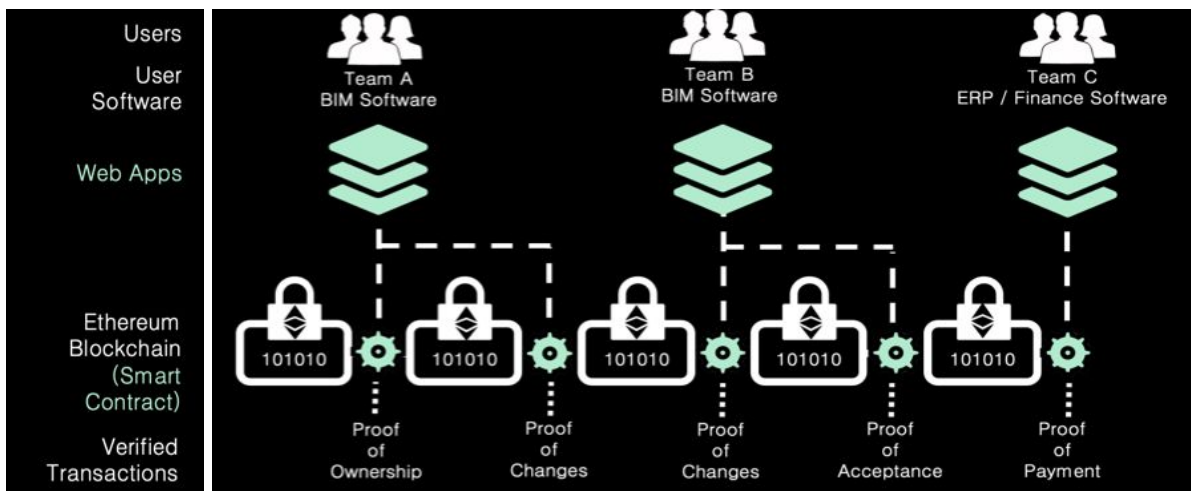 Users
User
Software
Web Apps
Ethereum
Blockchain
(Smart
Contract)
Verified
Transactions
Team A
BIM Software
Team B
BIM Software
Team C
ERP / Finance Software
101010
101010
101010
101010
101010
Proof
of
Ownership
Proof
of
Changes
Proof
of
Changes
Proof
of
Acceptance
Proof
of
Payment